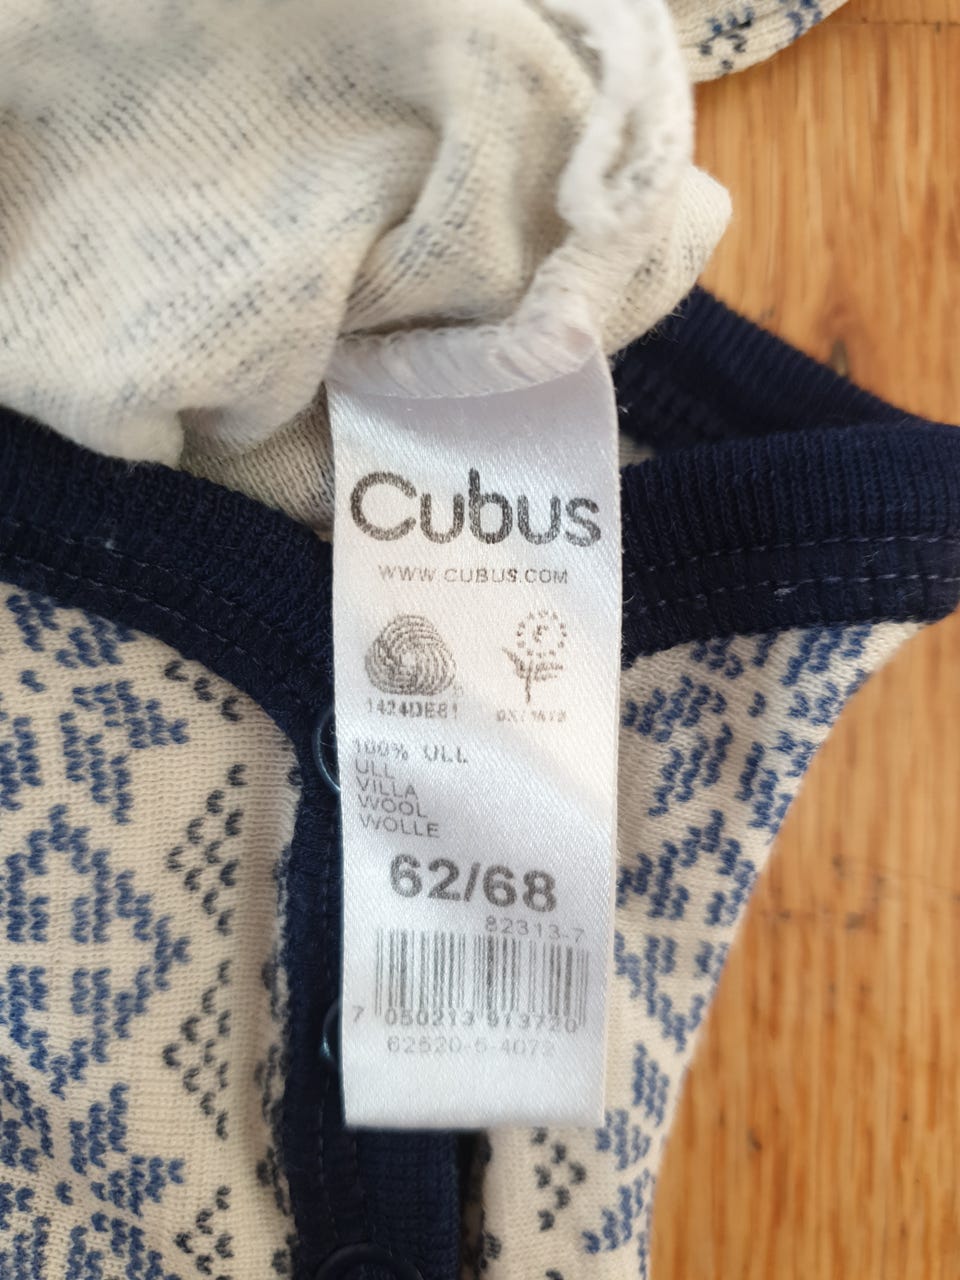 Cubus
WWW.CUBUS.COM
1424DE81
100% ULL
ULL
VILLA
WOOL
WOLLE
62/68
82313-7
7 050213 913720
62520-5-4072